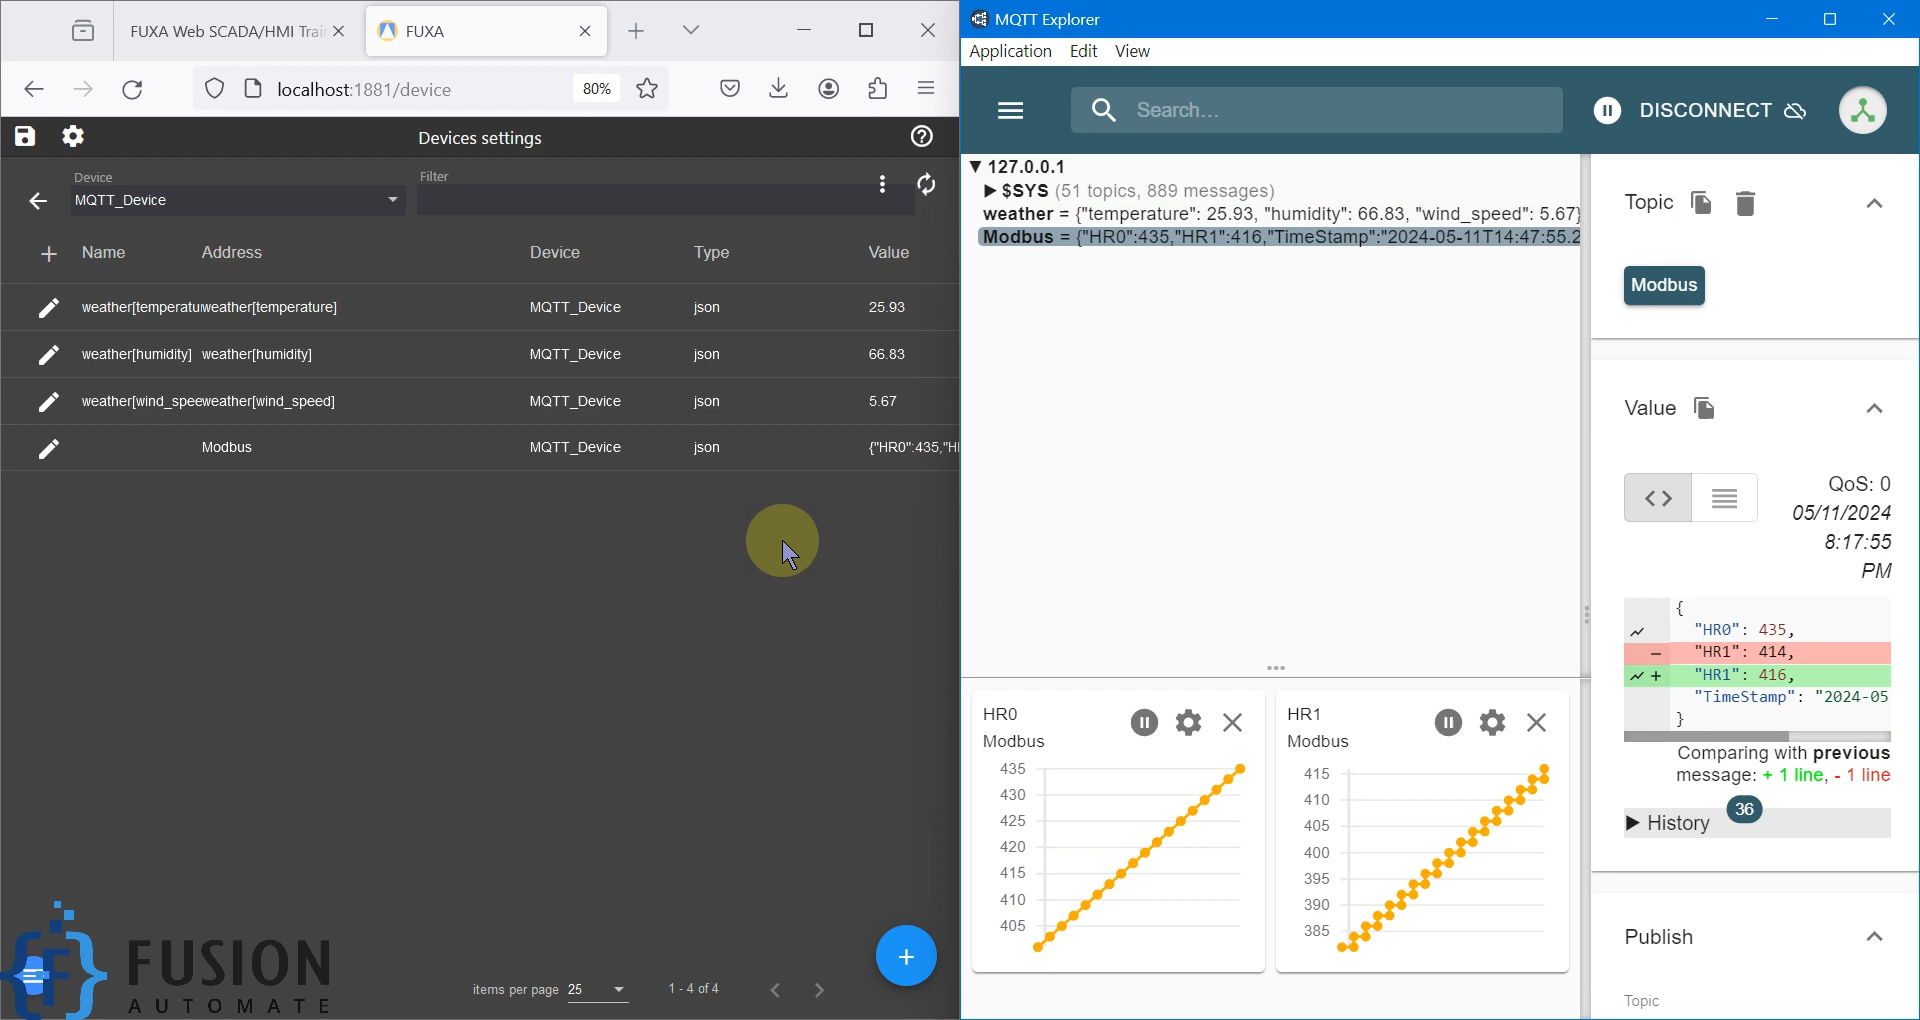 FUXA Web SCADA/HMI Trai
FUXA
localhost:1881/device
80%
Devices settings
Device
MQTT_Device
Filter
Name Address Device Type Value
weather[temperatu weather[temperature] MQTT_Device json 25.93
weather[humidity] weather[humidity] MQTT_Device json 66.83
weather[wind_spee weather[wind_speed] MQTT_Device json 5.67
Modbus MQTT_Device json {"HR0":435,"H
FUSION
AUTOMATE
items per page 25
1 - 4 of 4
MQTT Explorer
Application Edit View
Search...
DISCONNECT
127.0.0.1
$SYS (51 topics, 889 messages)
weather = {"temperature": 25.93, "humidity": 66.83, "wind_speed": 5.67}
Modbus = {"HR0":435,"HR1":416,"TimeStamp":"2024-05-11T14:47:55.2
HR0
Modbus
435
430
425
420
415
410
405
HR1
Modbus
415
410
405
400
395
390
385
Topic
Modbus
Value
QoS: 0
05/11/2024
8:17:55
PM
{
"HR0": 435,
- "HR1": 414,
+ "HR1": 416,
"TimeStamp": "2024-05
}
Comparing with previous
message: + 1 line, - 1 line
History 36
Publish
Topic